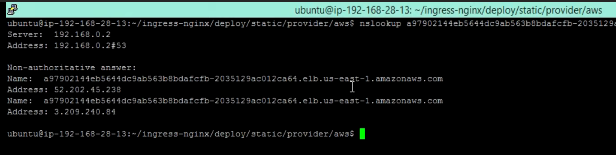 ubuntu@ip-192-168-28-13: ~/ingress-nginx/deploy/static/provider/aws
ubuntu@ip-192-168-28-13:~/ingress-nginx/deploy/static/provider/aws$ nslookup a97902144eb5644dc9ab563b8bdafcfb-2035129
Server: 192.168.0.2
Address: 192.168.0.2#53
Non-authoritative answer:
Name: a97902144eb5644dc9ab563b8bdafcfb-2035129ac012ca64.elb.us-east-1.amazonaws.com
Address: 52.202.45.238
Name: a97902144eb5644dc9ab563b8bdafcfb-2035129ac012ca64.elb.us-east-1.amazonaws.com
Address: 3.209.240.84
ubuntu@ip-192-168-28-13:~/ingress-nginx/deploy/static/provider/aws$